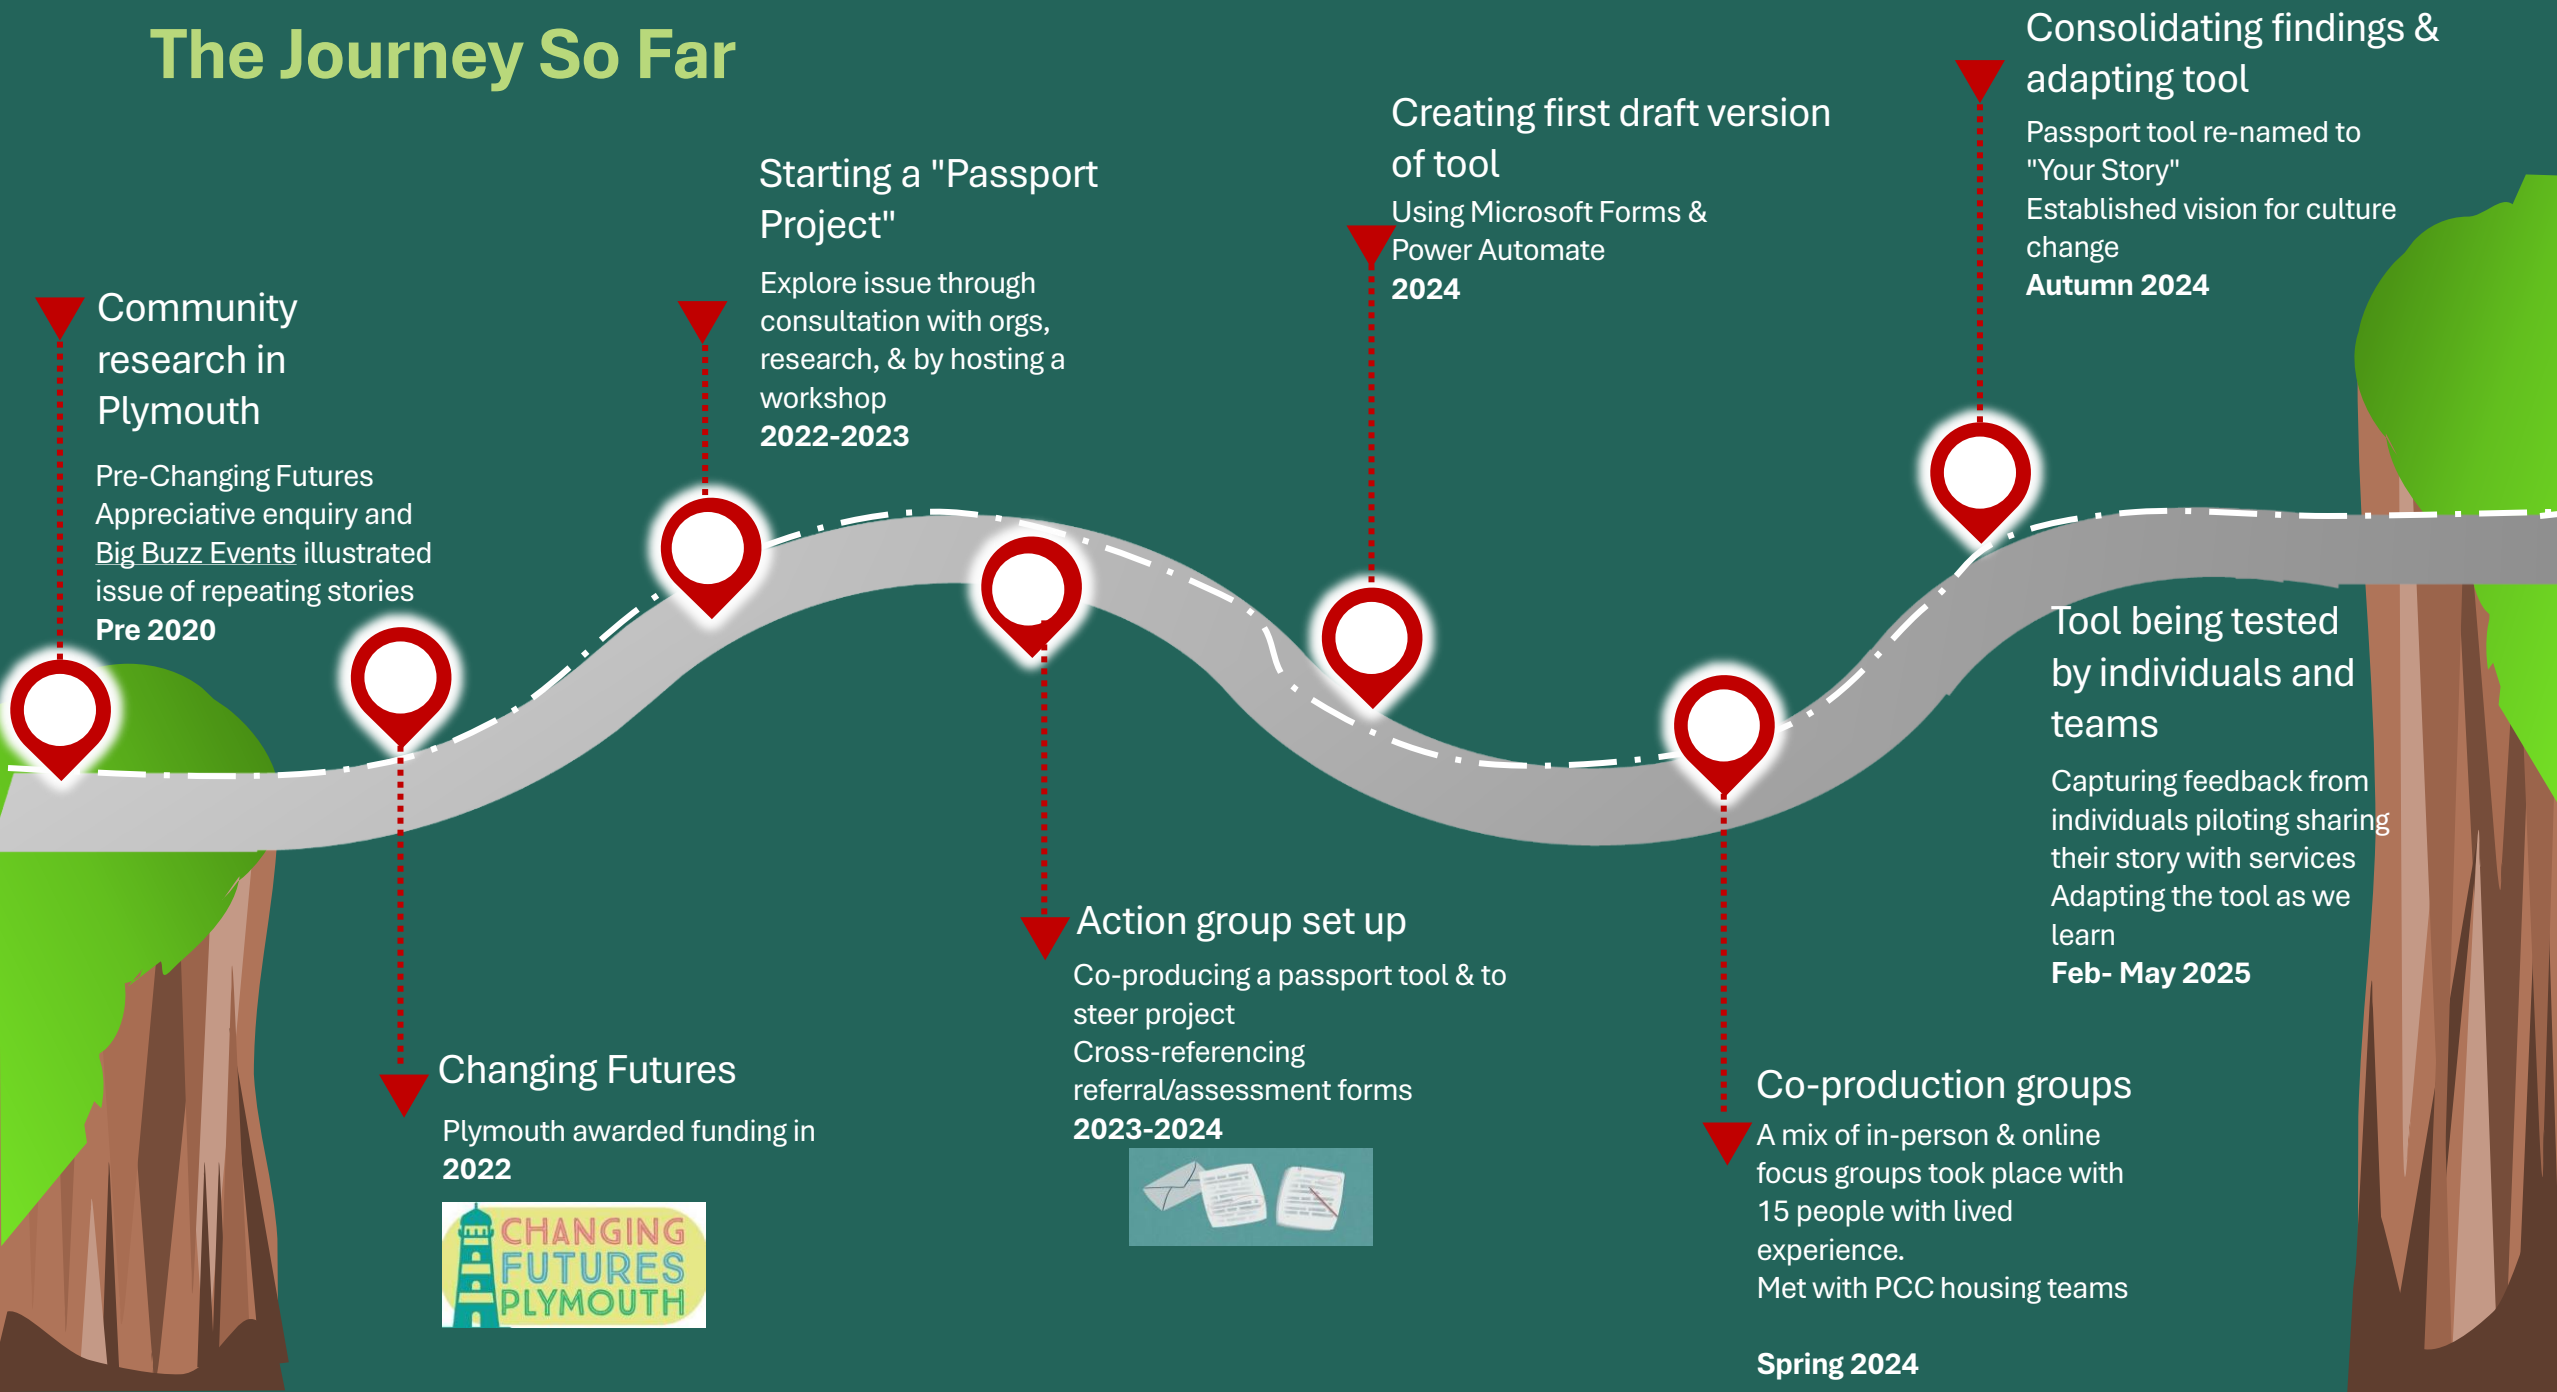 The Journey So Far
Community
research in
Plymouth
Pre-Changing Futures
Appreciative enquiry and
Big Buzz Events illustrated
issue of repeating stories
Pre 2020
Changing Futures
Plymouth awarded funding in
2022
CHANGING
FUTURES
PLYMOUTH
Starting a "Passport
Project"
Explore issue through
consultation with orgs,
research, & by hosting a
workshop
2022-2023
Action group set up
Co-producing a passport tool & to
steer project
Cross-referencing
referral/assessment forms
2023-2024
Creating first draft version
of tool
Using Microsoft Forms &
Power Automate
2024
Co-production groups
A mix of in-person & online
focus groups took place with
15 people with lived
experience.
Met with PCC housing teams
Spring 2024
Consolidating findings &
adapting tool
Passport tool re-named to
"Your Story"
Established vision for culture
change
Autumn 2024
Tool being tested
by individuals and
teams
Capturing feedback from
individuals piloting sharing
their story with services
Adapting the tool as we
learn
Feb- May 2025